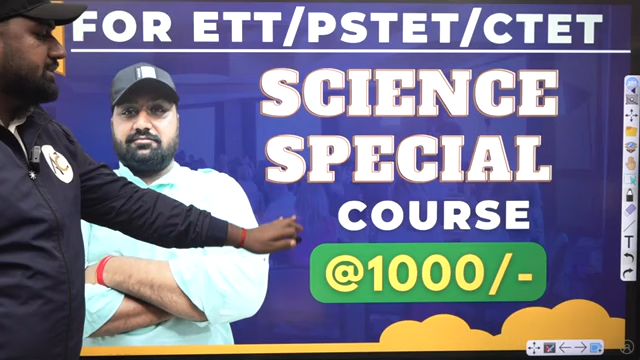 FOR ETT/PSTET/CTET
SCIENCE
SPECIAL
COURSE
@1000/-